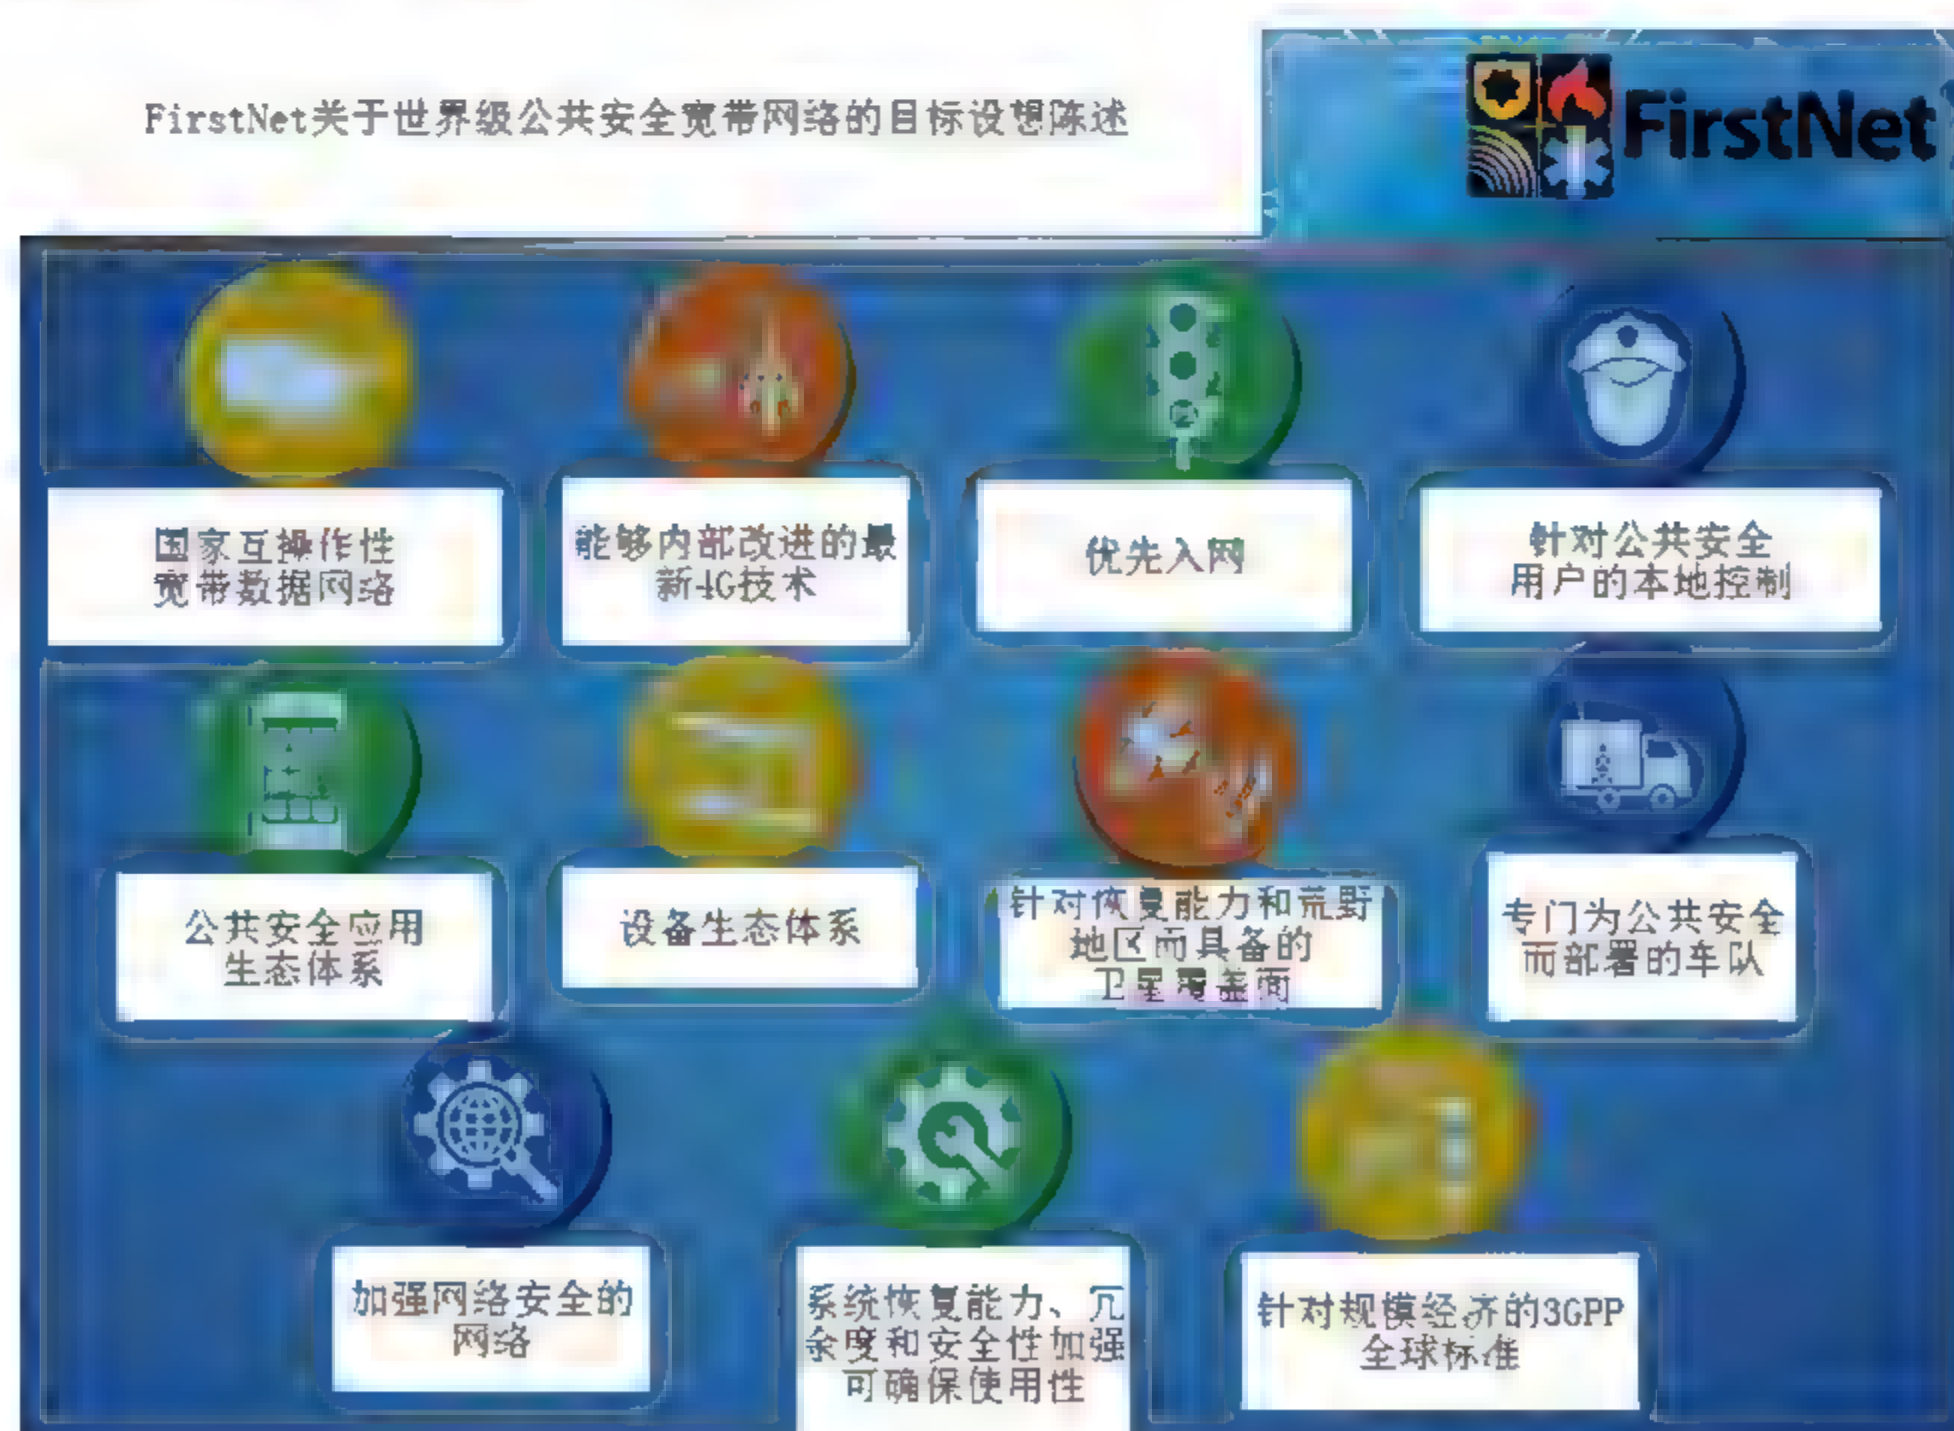 FirstNet关于世界级公共安全宽带网络的目标设想陈述
FirstNet
国家互操作性
宽带数据网络
能够内部改进的最
新4G技术
优先入网
针对公共安全
用户的本地控制
公共安全应用
生态体系
设备生态体系
针对恢复能力和荒野
地区而具备的
卫星覆盖面
专门为公共安全
而部署的车队
加强网络安全的
网络
系统恢复能力、冗
余度和安全性加强
可确保使用性
针对规模经济的3GPP
全球标准